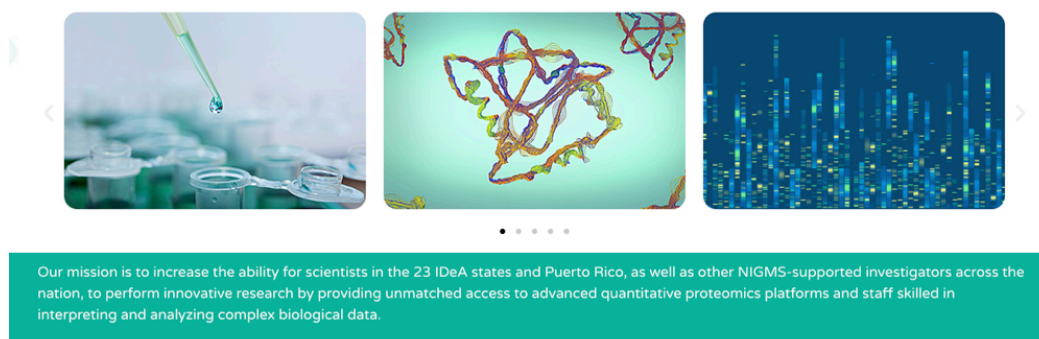 Our mission is to increase the ability for scientists in the 23 IDeA states and Puerto Rico, as well as other NIGMS-supported investigators across the
nation, to perform innovative research by providing unmatched access to advanced quantitative proteomics platforms and staff skilled in
interpreting and analyzing complex biological data.